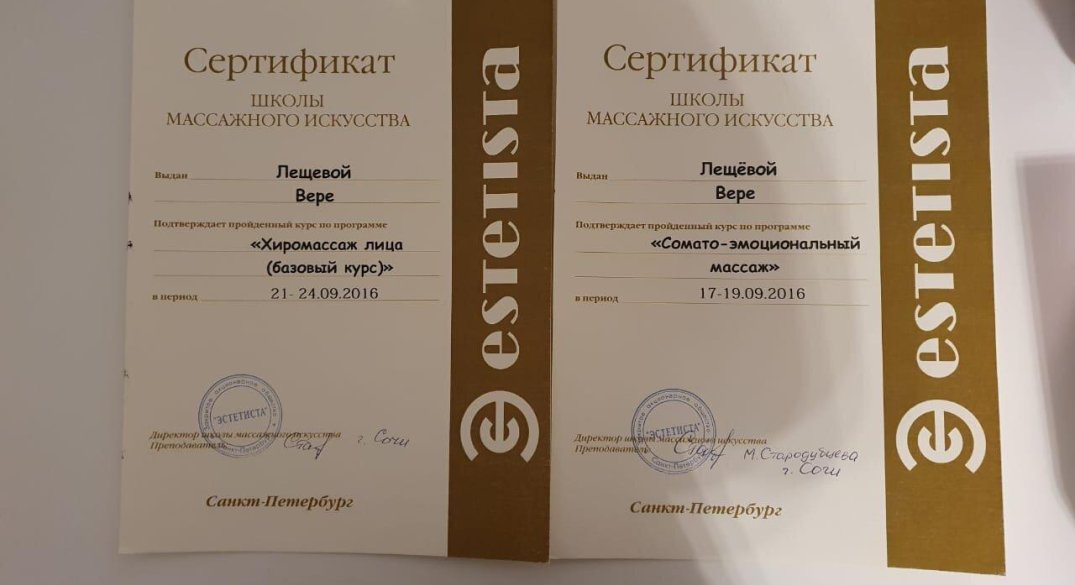 Сертификат
ШКОЛЫ
МАССАЖНОГО ИСКУССТВА
Выдан Лещевой
Вере
Подтверждает пройденный курс по программе
«Хиромассаж лица
(базовый курс)»
в период 21- 24.09.2016
"ЭСТЕТИСТА"
Директор школы массажного искусства
Преподаватель
г. Сочи
Санкт-Петербург
estetista
Сертификат
ШКОЛЫ
МАССАЖНОГО ИСКУССТВА
Выдан Лещёвой
Вере
Подтверждает пройденный курс по программе
«Сомато-эмоциональный
массаж»
в период 17-19.09.2016
"ЭСТЕТИСТА"
Директор школы массажного искусства
Преподаватель М. Стародубцева
г. Сочи
Санкт-Петербург
estetista